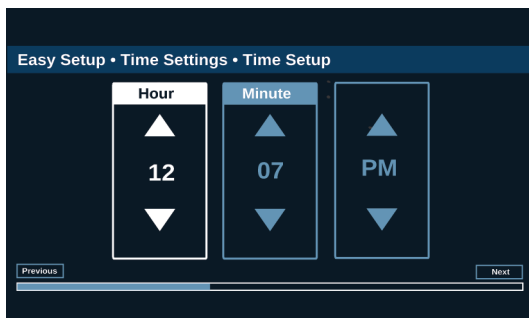 Easy Setup • Time Settings • Time Setup
Hour
Minute
12
07
PM
Previous
Next